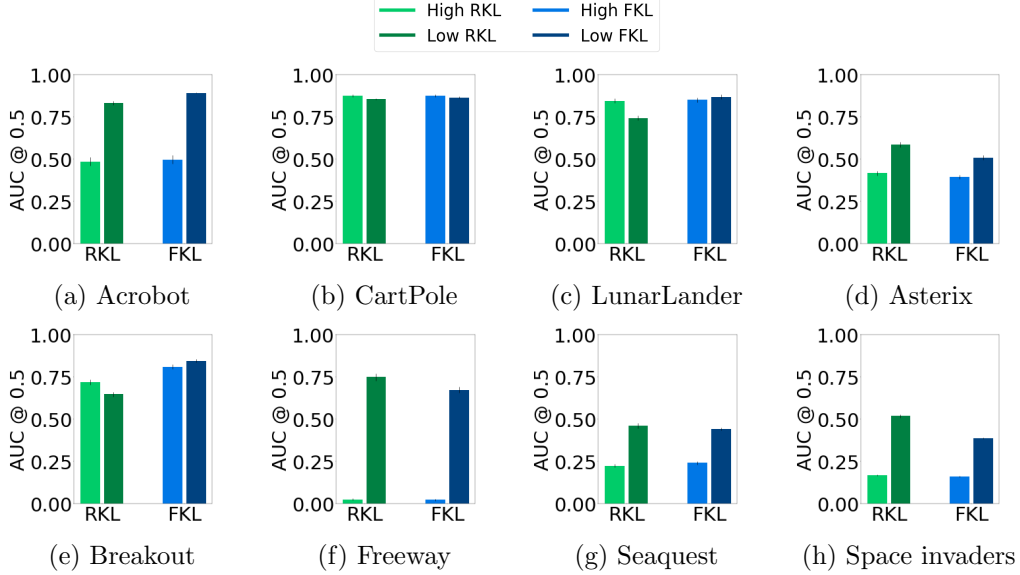 High RKL
High FKL
Low RKL
Low FKL
AUC @ 0.5
1.00
0.75
0.50
0.25
0.00
RKL
FKL
(a) Acrobot
AUC @ 0.5
1.00
0.75
0.50
0.25
0.00
RKL
FKL
(b) CartPole
AUC @ 0.5
1.00
0.75
0.50
0.25
0.00
RKL
FKL
(c) LunarLander
AUC @ 0.5
1.00
0.75
0.50
0.25
0.00
RKL
FKL
(d) Asterix
AUC @ 0.5
1.00
0.75
0.50
0.25
0.00
RKL
FKL
(e) Breakout
AUC @ 0.5
1.00
0.75
0.50
0.25
0.00
RKL
FKL
(f) Freeway
AUC @ 0.5
1.00
0.75
0.50
0.25
0.00
RKL
FKL
(g) Seaquest
AUC @ 0.5
1.00
0.75
0.50
0.25
0.00
RKL
FKL
(h) Space invaders